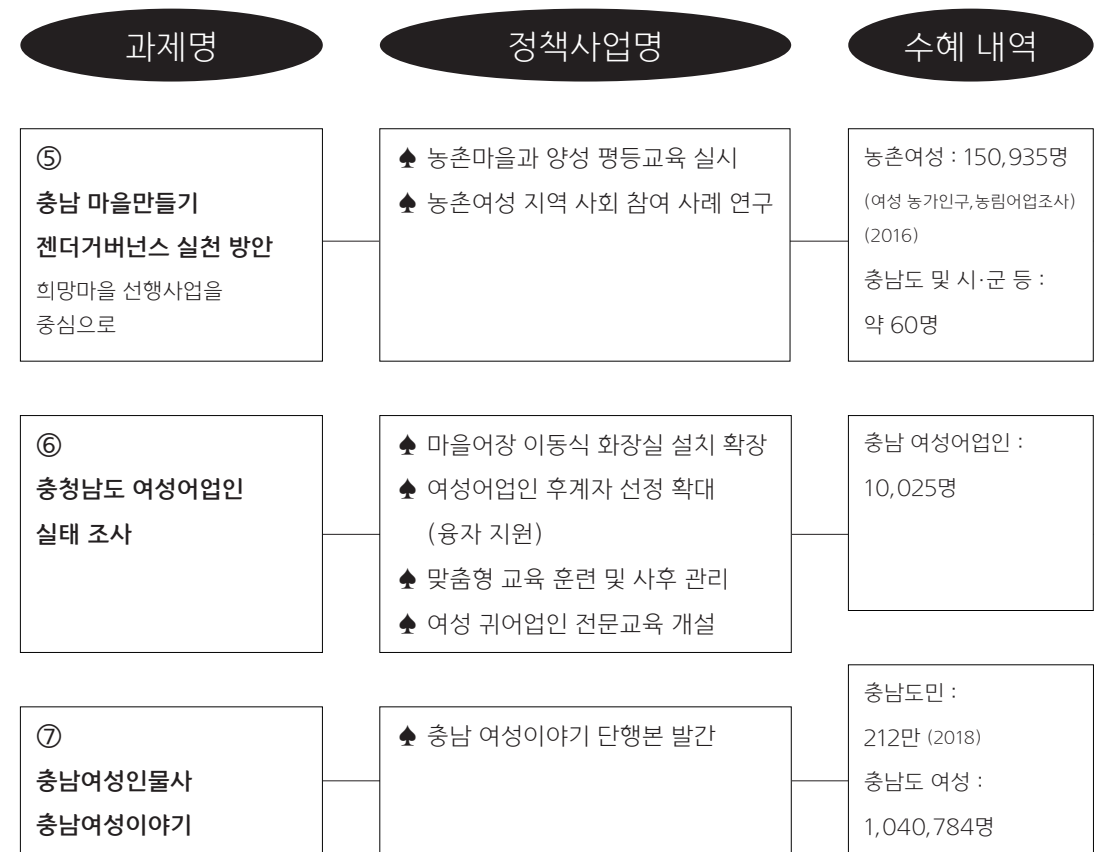 과제명
정책사업명
수혜 내역
⑤
충남 마을만들기
젠더거버넌스 실천 방안
희망마을 선행사업을
중심으로
♠ 농촌마을과 양성 평등교육 실시
♠ 농촌여성 지역 사회 참여 사례 연구
농촌여성 : 150,935명
(여성 농가인구,농림어업조사)
(2016)
충남도 및 시·군 등 :
약 60명
⑥
충청남도 여성어업인
실태 조사
♠ 마을어장 이동식 화장실 설치 확장
♠ 여성어업인 후계자 선정 확대
(융자 지원)
♠ 맞춤형 교육 훈련 및 사후 관리
♠ 여성 귀어업인 전문교육 개설
충남 여성어업인 :
10,025명
⑦
충남여성인물사
충남여성이야기
♠ 충남 여성이야기 단행본 발간
충남도민 :
212만 (2018)
충남도 여성 :
1,040,784명